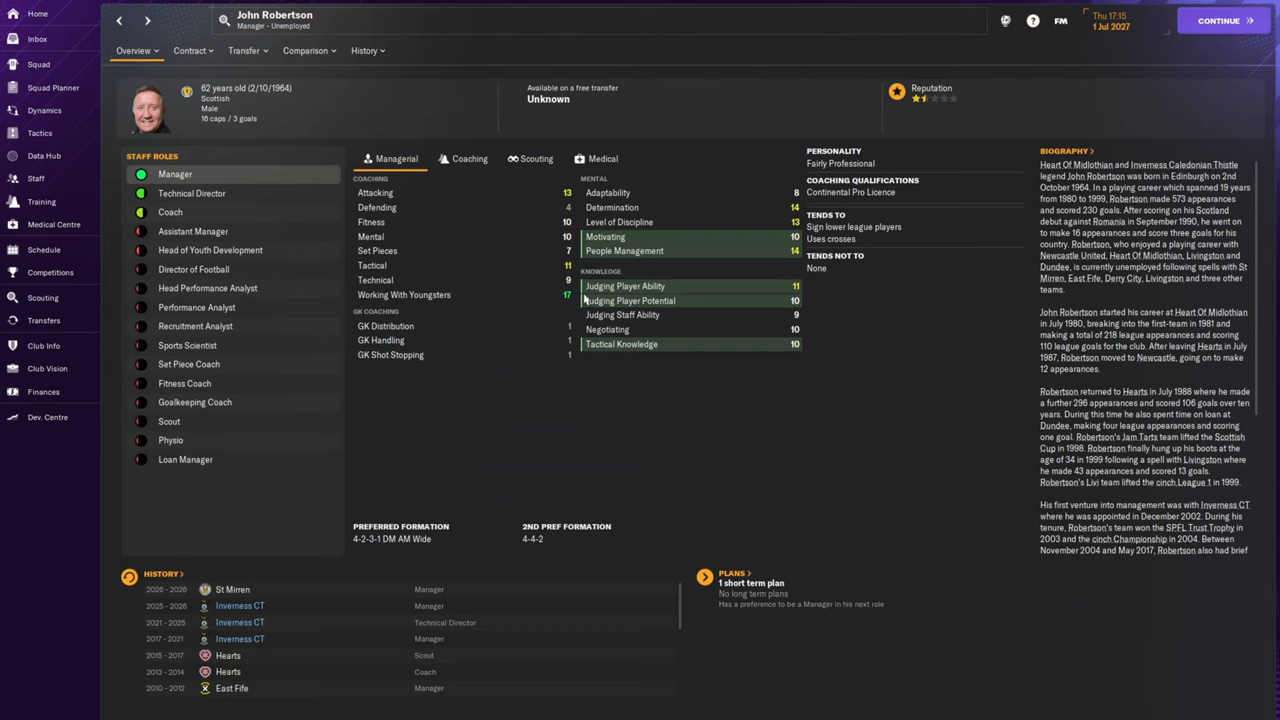 Home
Inbox
Squad
Squad Planner
Dynamics
Tactics
Data Hub
Staff
Training
Medical Centre
Schedule
Competitions
Scouting
Transfers
Club Info
Club Vision
Finances
Dev. Centre
John Robertson
Manager - Unemployed
FM
Thu 17:15
1 Jul 2027
CONTINUE
Overview
Contract
Transfer
Comparison
History
62 years old (2/10/1964)
Scottish
Male
16 caps / 3 goals
Available on a free transfer
Unknown
Reputation
STAFF ROLES
Manager
Technical Director
Coach
Assistant Manager
Head of Youth Development
Director of Football
Head Performance Analyst
Performance Analyst
Recruitment Analyst
Sports Scientist
Set Piece Coach
Fitness Coach
Goalkeeping Coach
Scout
Physio
Loan Manager
Managerial
Coaching
Scouting
Medical
COACHING
Attacking 13
Defending 4
Fitness 10
Mental 10
Set Pieces 7
Tactical 11
Technical 9
Working With Youngsters 17
GK COACHING
GK Distribution 1
GK Handling 1
GK Shot Stopping 1
MENTAL
Adaptability 8
Determination 14
Level of Discipline 13
Motivating 10
People Management 14
KNOWLEDGE
Judging Player Ability 11
Judging Player Potential 10
Judging Staff Ability 9
Negotiating 10
Tactical Knowledge 10
PERSONALITY
Fairly Professional
COACHING QUALIFICATIONS
Continental Pro Licence
TENDS TO
Sign lower league players
Uses crosses
TENDS NOT TO
None
BIOGRAPHY >
Heart Of Midlothian and Inverness Caledonian Thistle
legend John Robertson was born in Edinburgh on 2nd
October 1964. In a playing career which spanned 19 years
from 1980 to 1999, Robertson made 573 appearances
and scored 230 goals. After scoring on his Scotland
debut against Romania in September 1990, he went on
to make 16 appearances and score three goals for his
country. Robertson, who enjoyed a playing career with
Newcastle United, Heart Of Midlothian, Livingston and
Dundee, is currently unemployed following spells with St
Mirren, East Fife, Derry City, Livingston and three other
teams.
John Robertson started his career at Heart Of Midlothian
in July 1980, breaking into the first-team in 1981 and
making a total of 218 league appearances and scoring
110 league goals for the club. After leaving Hearts in July
1987, Robertson moved to Newcastle, going on to make
12 appearances.
Robertson returned to Hearts in July 1988 where he made
a further 296 appearances and scored 106 goals over ten
years. During this time he also spent time on loan at
Dundee, making four league appearances and scoring
one goal. Robertson's Jam Tarts team lifted the Scottish
Cup in 1998. Robertson finally hung up his boots at the
age of 34 in 1999 following a spell with Livingston where
he made 43 appearances and scored 13 goals.
Robertson's Livi team lifted the cinch League 1 in 1999.
His first venture into management was with Inverness CT,
where he was appointed in December 2002. During his
tenure, Robertson's team won the SPFL Trust Trophy in
2003 and the cinch Championship in 2004. Between
November 2004 and May 2017, Robertson also had brief
PREFERRED FORMATION
4-2-3-1 DM AM Wide
2ND PREF FORMATION
4-4-2
HISTORY >
2026 - 2026 St Mirren Manager
2025 - 2026 Inverness CT Manager
2021 - 2025 Inverness CT Technical Director
2017 - 2021 Inverness CT Manager
2015 - 2017 Hearts Scout
2013 - 2014 Hearts Coach
2010 - 2012 East Fife Manager
PLANS >
1 short term plan
No long term plans
Has a preference to be a Manager in his next role